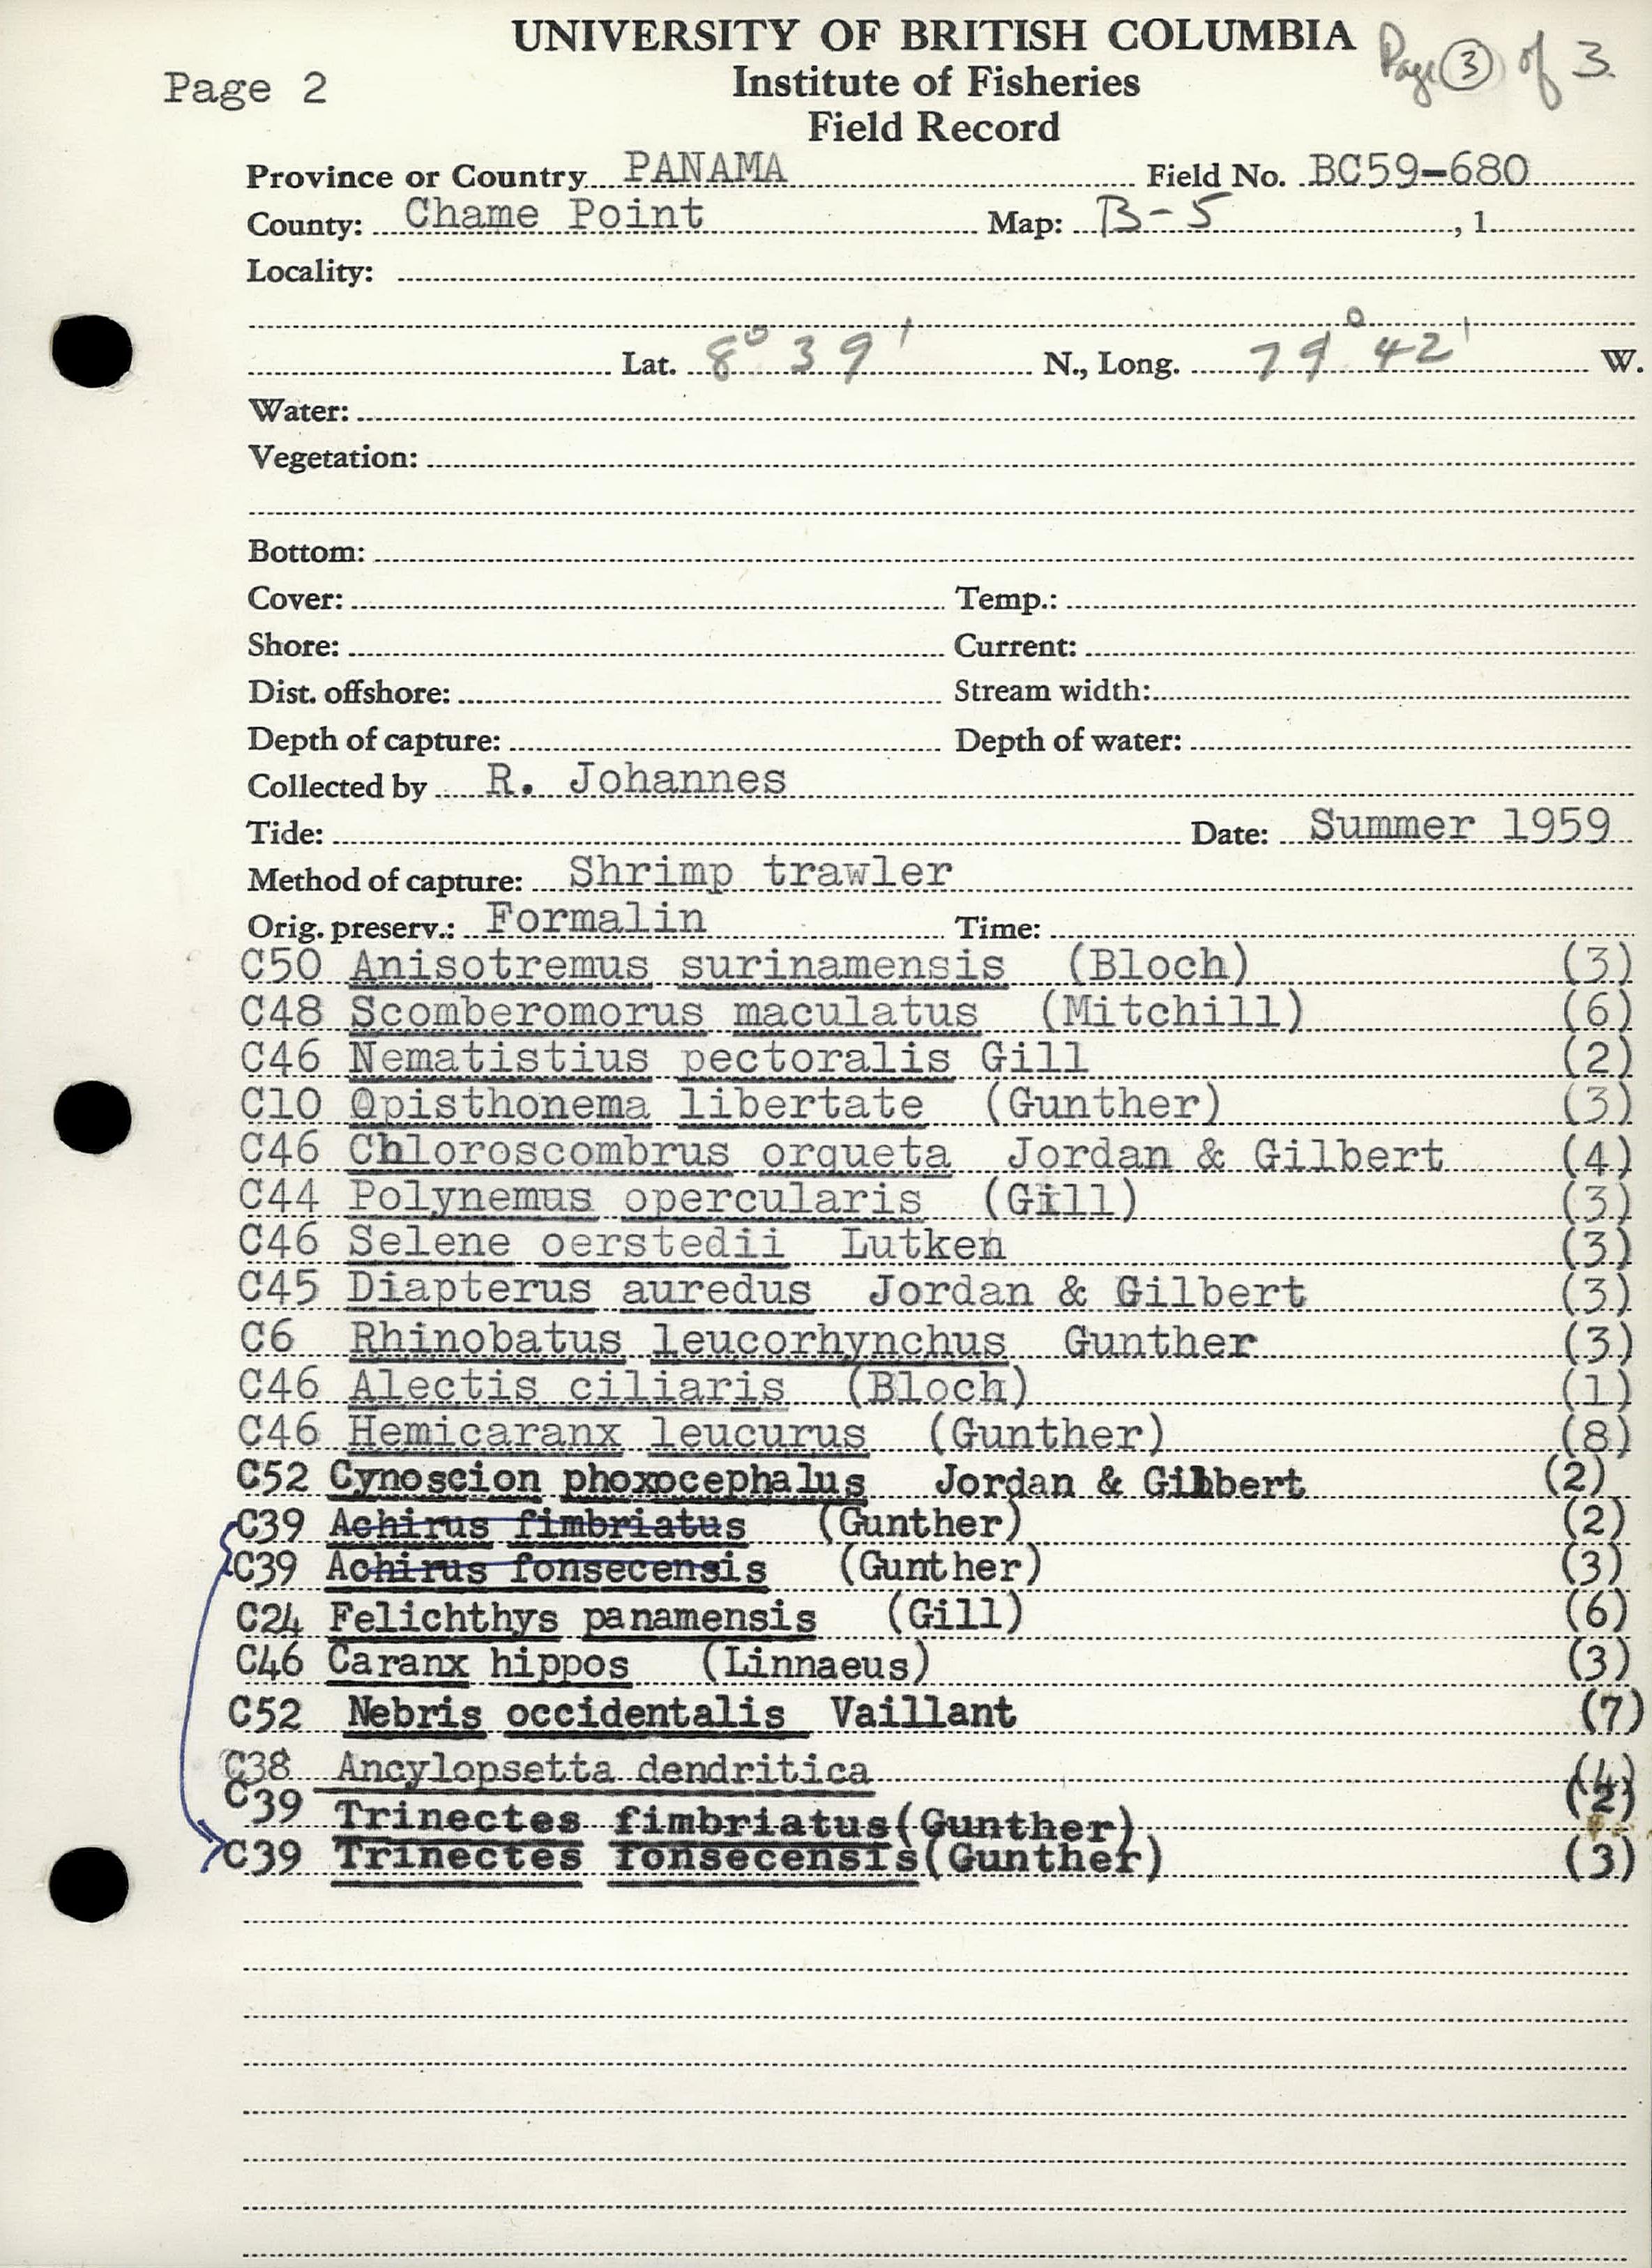 UNIVERSITY OF BRITISH COLUMBIA
Page 3 of 3.
Page 2
Institute of Fisheries
Field Record
Province or Country PANAMA Field No. BC59-680
County: Chame Point Map: B-5 , 1
Locality:
Lat. 8° 39' N., Long. 79° 42' W.
Water:
Vegetation:
Bottom:
Cover: Temp.:
Shore: Current:
Dist. offshore: Stream width:
Depth of capture: Depth of water:
Collected by R. Johannes
Tide: Date: Summer 1959
Method of capture: Shrimp trawler
Orig. preserv.: Formalin Time:
C50 Anisotremus surinamensis (Bloch) (3)
C48 Scomberomorus maculatus (Mitchill) (6)
C46 Nematistius pectoralis Gill (2)
C10 Opisthonema libertate (Gunther) (3)
C46 Chloroscombrus orqueta Jordan & Gilbert (4)
C44 Polynemus opercularis (Gill) (3)
C46 Selene oerstedii Lutken (3)
C45 Diapterus auredus Jordan & Gilbert (3)
C6 Rhinobatus leucorhynchus Gunther (3)
C46 Alectis ciliaris (Bloch) (1)
C46 Hemicaranx leucurus (Gunther) (8)
C52 Cynoscion phoxocephalus Jordan & Gilbert (2)
C39 Achirus fimbriatus (Gunther) (2)
C39 Achirus fonsecensis (Gunther) (3)
C24 Felichthys panamensis (Gill) (6)
C46 Caranx hippos (Linnaeus) (3)
C52 Nebris occidentalis Vaillant (7)
C38 Ancylopsetta dendritica (4)
C39 Trinectes fimbriatus(Gunther) (2)
C39 Trinectes fonsecensis(Gunther) (3)